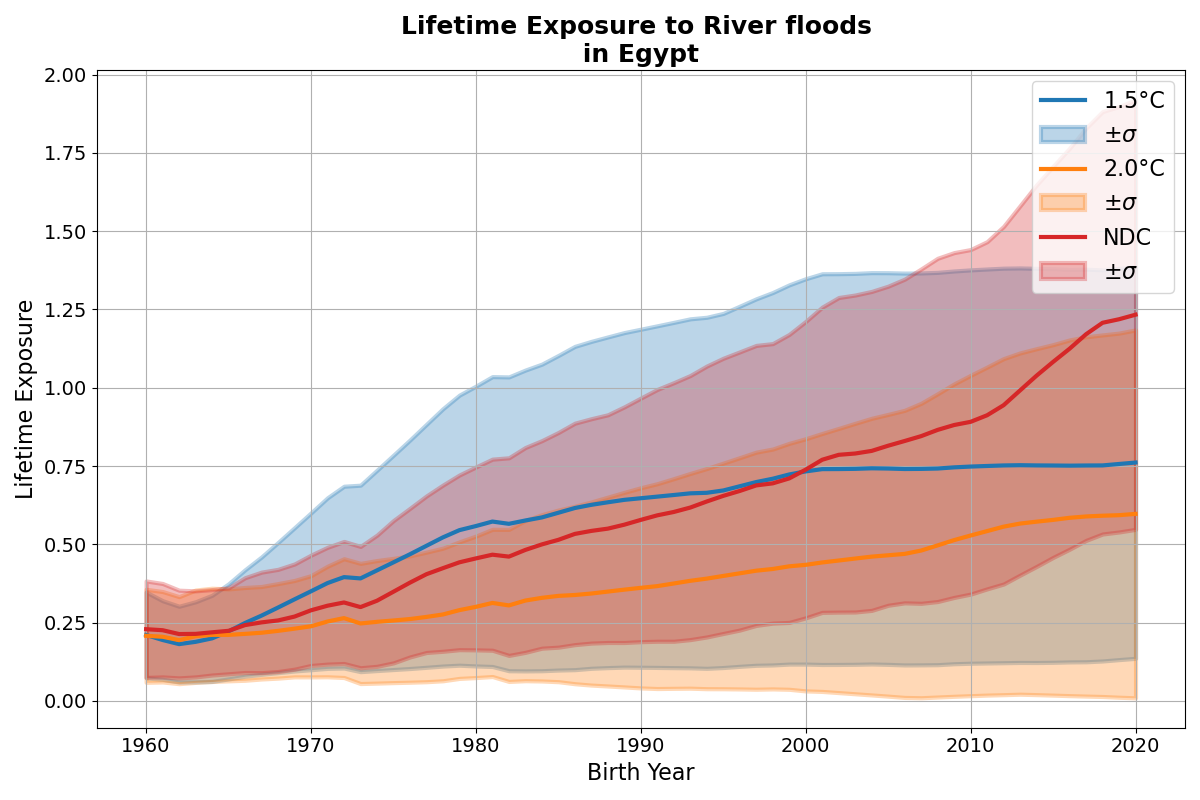 Lifetime Exposure to River floods
in Egypt
2.00
1.75
1.50
1.25
1.00
0.75
0.50
0.25
0.00
Lifetime Exposure
1.5°C
±σ
2.0°C
±σ
NDC
±σ
1960 1970 1980 1990 2000 2010 2020
Birth Year